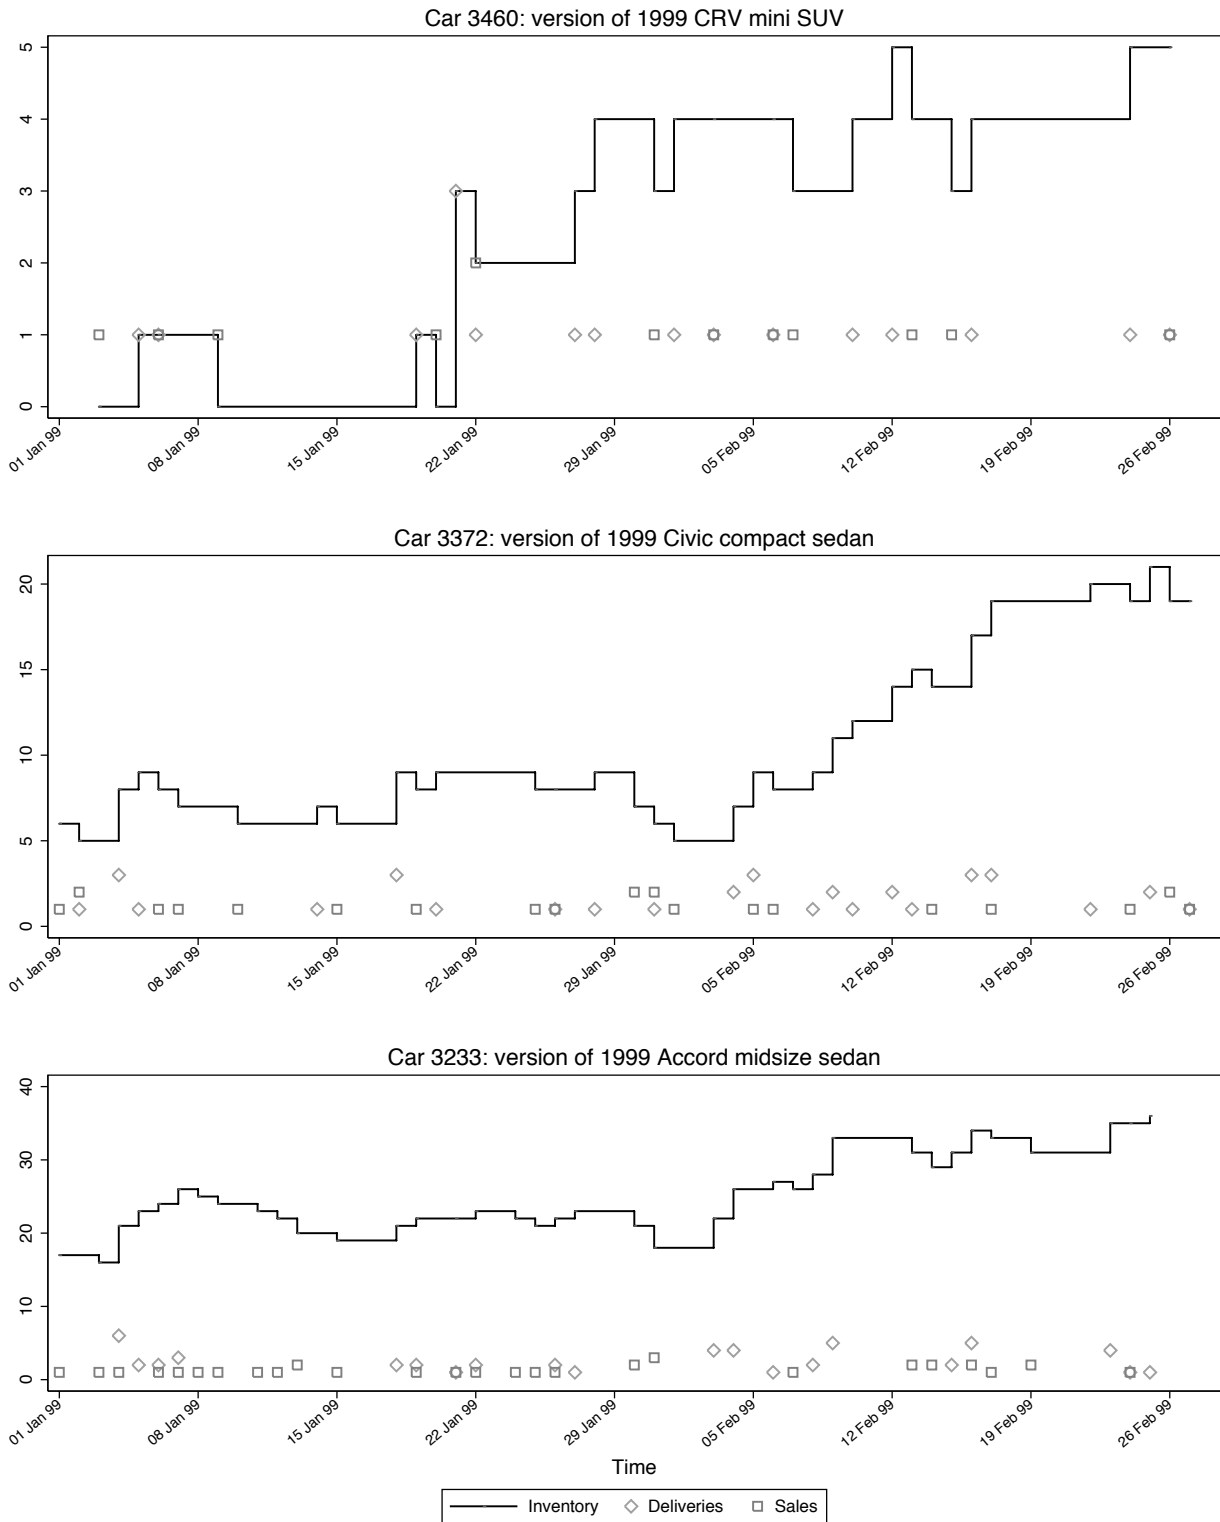 Car 3460: version of 1999 CRV mini SUV
5
4
3
2
1
0
01 Jan 99 08 Jan 99 15 Jan 99 22 Jan 99 29 Jan 99 05 Feb 99 12 Feb 99 19 Feb 99 26 Feb 99
Car 3372: version of 1999 Civic compact sedan
20
15
10
5
0
01 Jan 99 08 Jan 99 15 Jan 99 22 Jan 99 29 Jan 99 05 Feb 99 12 Feb 99 19 Feb 99 26 Feb 99
Car 3233: version of 1999 Accord midsize sedan
40
30
20
10
0
01 Jan 99 08 Jan 99 15 Jan 99 22 Jan 99 29 Jan 99 05 Feb 99 12 Feb 99 19 Feb 99 26 Feb 99
Time
Inventory Deliveries Sales